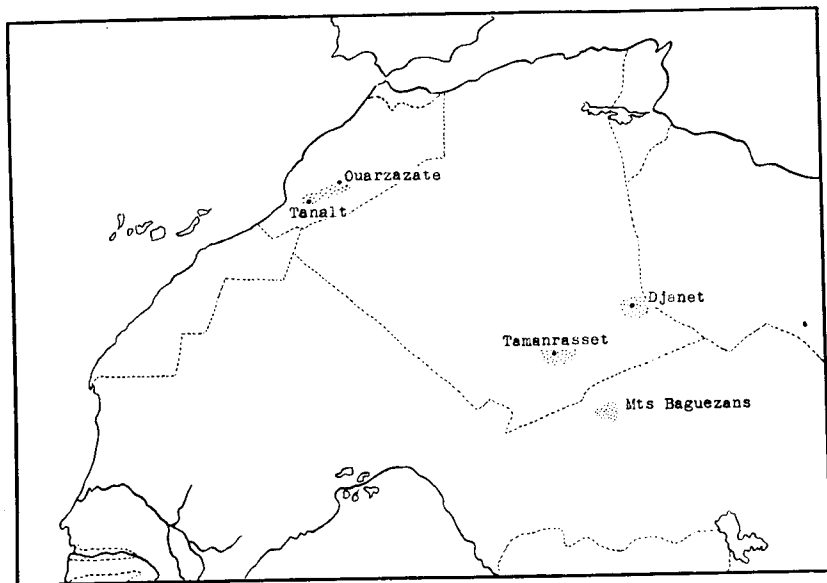 Ouarzazate
Tanalt
Djanet
Tamanrasset
Mts Baguezans